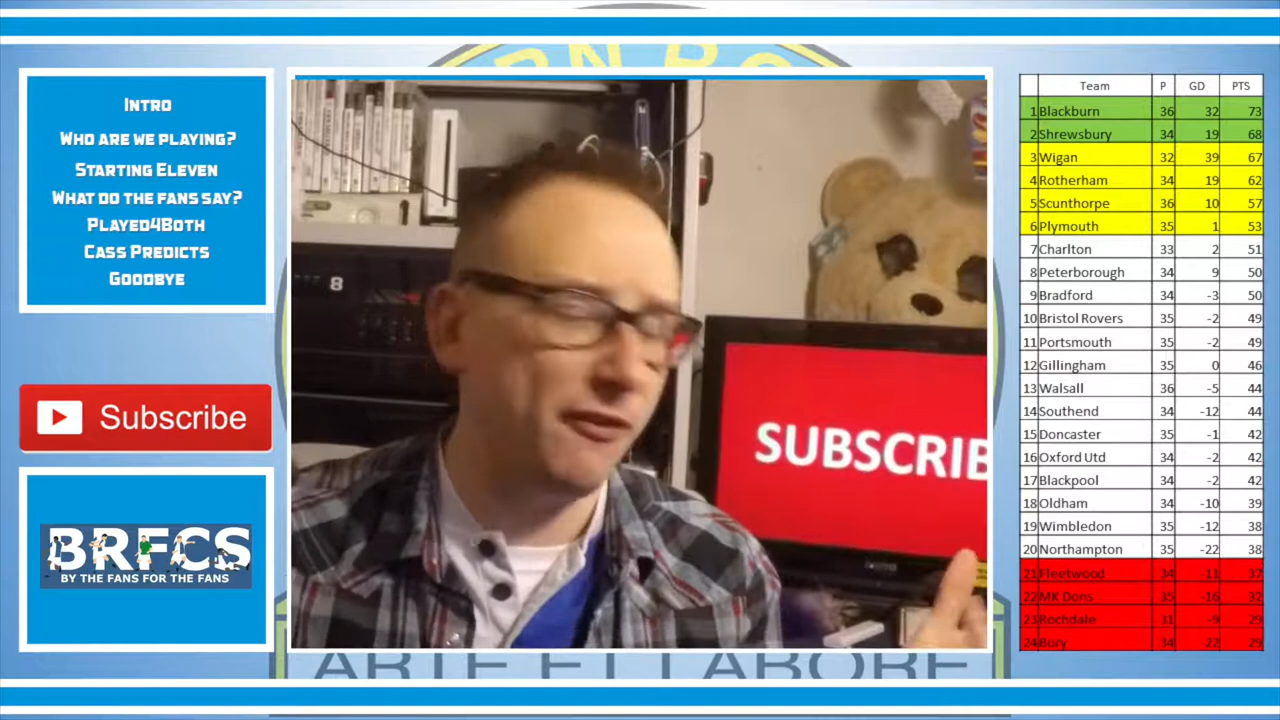 INTRO
WHO ARE WE PLAYING?
STARTING ELEVEN
WHAT DO THE FANS SAY?
PLAYED4BOTH
CASS PREDICTS
GOODBYE
Subscribe
BRFCS
BY THE FANS FOR THE FANS
8
SUBSCRIB
ARTE ET LABORE
Team P GD PTS
1 Blackburn 36 32 73
2 Shrewsbury 34 19 68
3 Wigan 32 39 67
4 Rotherham 34 19 62
5 Scunthorpe 36 10 57
6 Plymouth 35 1 53
7 Charlton 33 2 51
8 Peterborough 34 9 50
9 Bradford 34 -3 50
10 Bristol Rovers 35 -2 49
11 Portsmouth 35 -2 49
12 Gillingham 35 0 46
13 Walsall 36 -5 44
14 Southend 34 -12 44
15 Doncaster 35 -1 42
16 Oxford Utd 34 -2 42
17 Blackpool 34 -2 42
18 Oldham 34 -10 39
19 Wimbledon 35 -12 38
20 Northampton 35 -22 38
21 Fleetwood 34 -11 37
22 MK Dons 35 -16 32
23 Rochdale 31 -9 29
24 Bury 34 -22 29